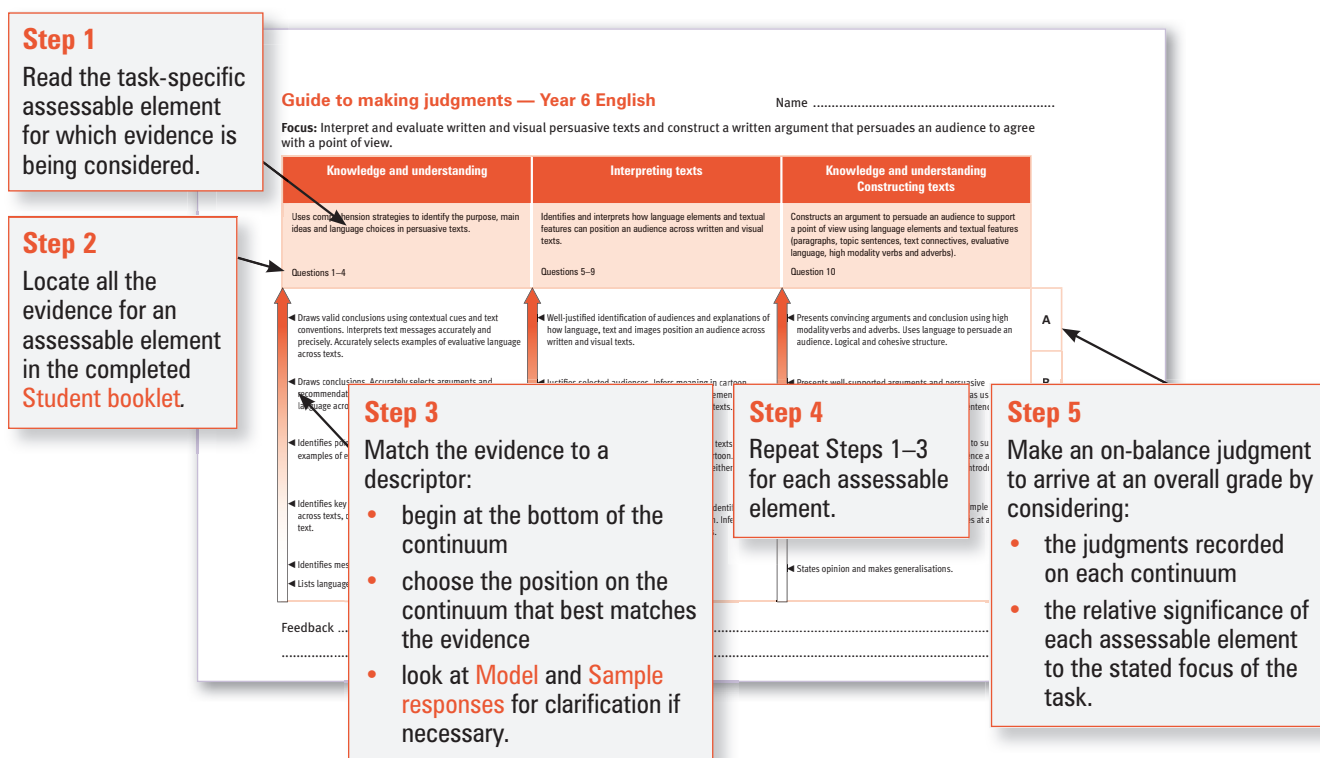 Step 1
Read the task-specific
assessable element
for which evidence is
being considered.
Step 2
Locate all the
evidence for an
assessable element
in the completed
Student booklet.
Guide to making judgments — Year 6 English
Name ................................................................
Focus: Interpret and evaluate written and visual persuasive texts and construct a written argument that persuades an audience to agree
with a point of view.
Knowledge and understanding
Uses comprehension strategies to identify the purpose, main
ideas and language choices in persuasive texts.
Questions 1–4
Interpreting texts
Identifies and interprets how language elements and textual
features can position an audience across written and visual
texts.
Questions 5–9
Knowledge and understanding
Constructing texts
Constructs an argument to persuade an audience to support
a point of view using language elements and textual features
(paragraphs, topic sentences, text connectives, evaluative
language, high modality verbs and adverbs).
Question 10
Draws valid conclusions using contextual cues and text
conventions. Interprets text messages accurately and
precisely. Accurately selects examples of evaluative language
across texts.
Draws conclusions. Accurately selects arguments and
language
Identifies
examples of
Identifies key
across texts,
text.
Identifies
Lists language
Well-justified identification of audiences and explanations of
how language, text and images position an audience across
written and visual texts.
Justifies selected audiences. Infers meaning in cartoon
texts.
texts
Presents convincing arguments and conclusion using high
modality verbs and adverbs. Uses language to persuade an
audience. Logical and cohesive structure.
Presents well-supported arguments and persuasive
States opinion and makes generalisations.
A
B
Feedback
Step 3
Match the evidence to a
descriptor:
• begin at the bottom of the
continuum
• choose the position on the
continuum that best matches
the evidence
• look at Model and Sample
responses for clarification if
necessary.
Step 4
Repeat Steps 1–3
for each assessable
element.
Step 5
Make an on-balance judgment
to arrive at an overall grade by
considering:
• the judgments recorded
on each continuum
• the relative significance of
each assessable element
to the stated focus of the
task.